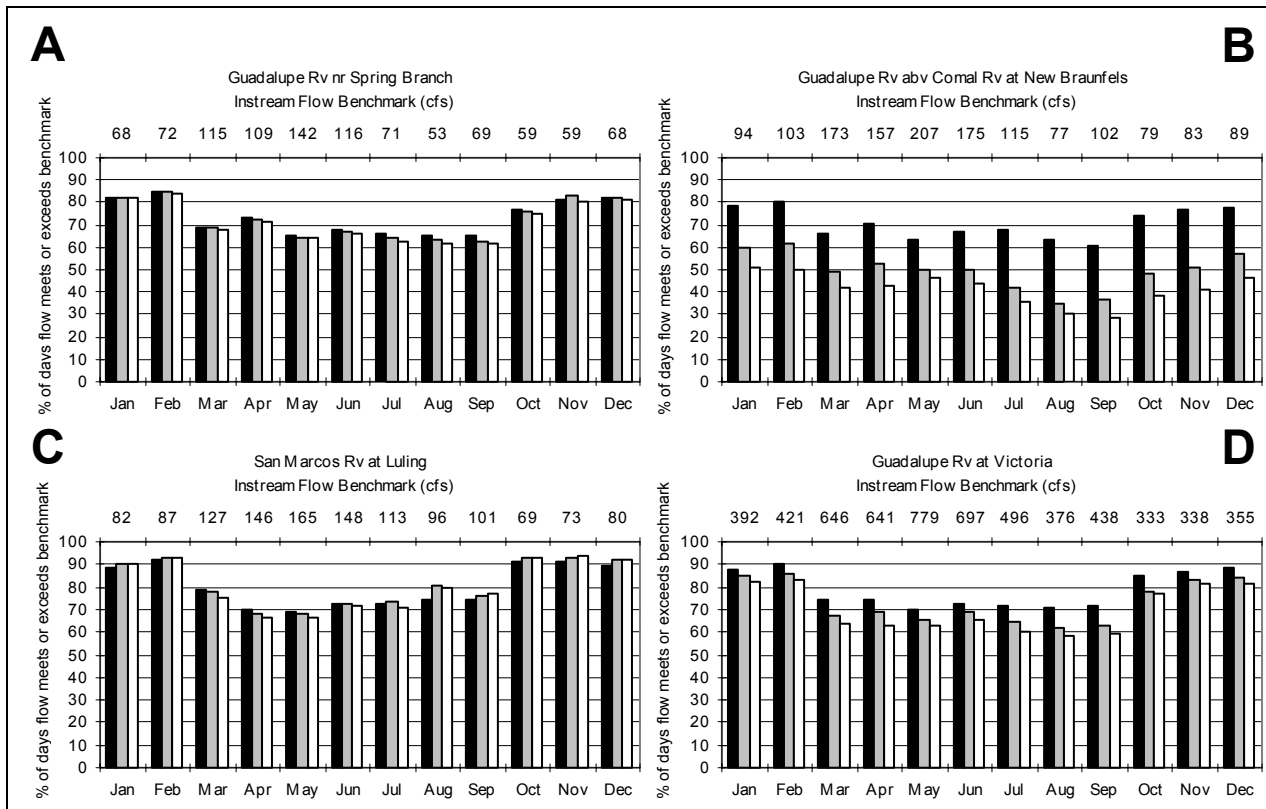 A
Guadalupe Rv nr Spring Branch
Instream Flow Benchmark (cfs)
68 72 115 109 142 116 71 53 69 59 59 68
% of days flow meets or exceeds benchmark
100
90
80
70
60
50
40
30
20
10
0
Jan Feb Mar Apr May Jun Jul Aug Sep Oct Nov Dec
B
Guadalupe Rv abv Comal Rv at New Braunfels
Instream Flow Benchmark (cfs)
94 103 173 157 207 175 115 77 102 79 83 89
% of days flow meets or exceeds benchmark
100
90
80
70
60
50
40
30
20
10
0
Jan Feb Mar Apr May Jun Jul Aug Sep Oct Nov Dec
C
San Marcos Rv at Luling
Instream Flow Benchmark (cfs)
82 87 127 146 165 148 113 96 101 69 73 80
% of days flow meets or exceeds benchmark
100
90
80
70
60
50
40
30
20
10
0
Jan Feb Mar Apr May Jun Jul Aug Sep Oct Nov Dec
D
Guadalupe Rv at Victoria
Instream Flow Benchmark (cfs)
392 421 646 641 779 697 496 376 438 333 338 355
% of days flow meets or exceeds benchmark
100
90
80
70
60
50
40
30
20
10
0
Jan Feb Mar Apr May Jun Jul Aug Sep Oct Nov Dec